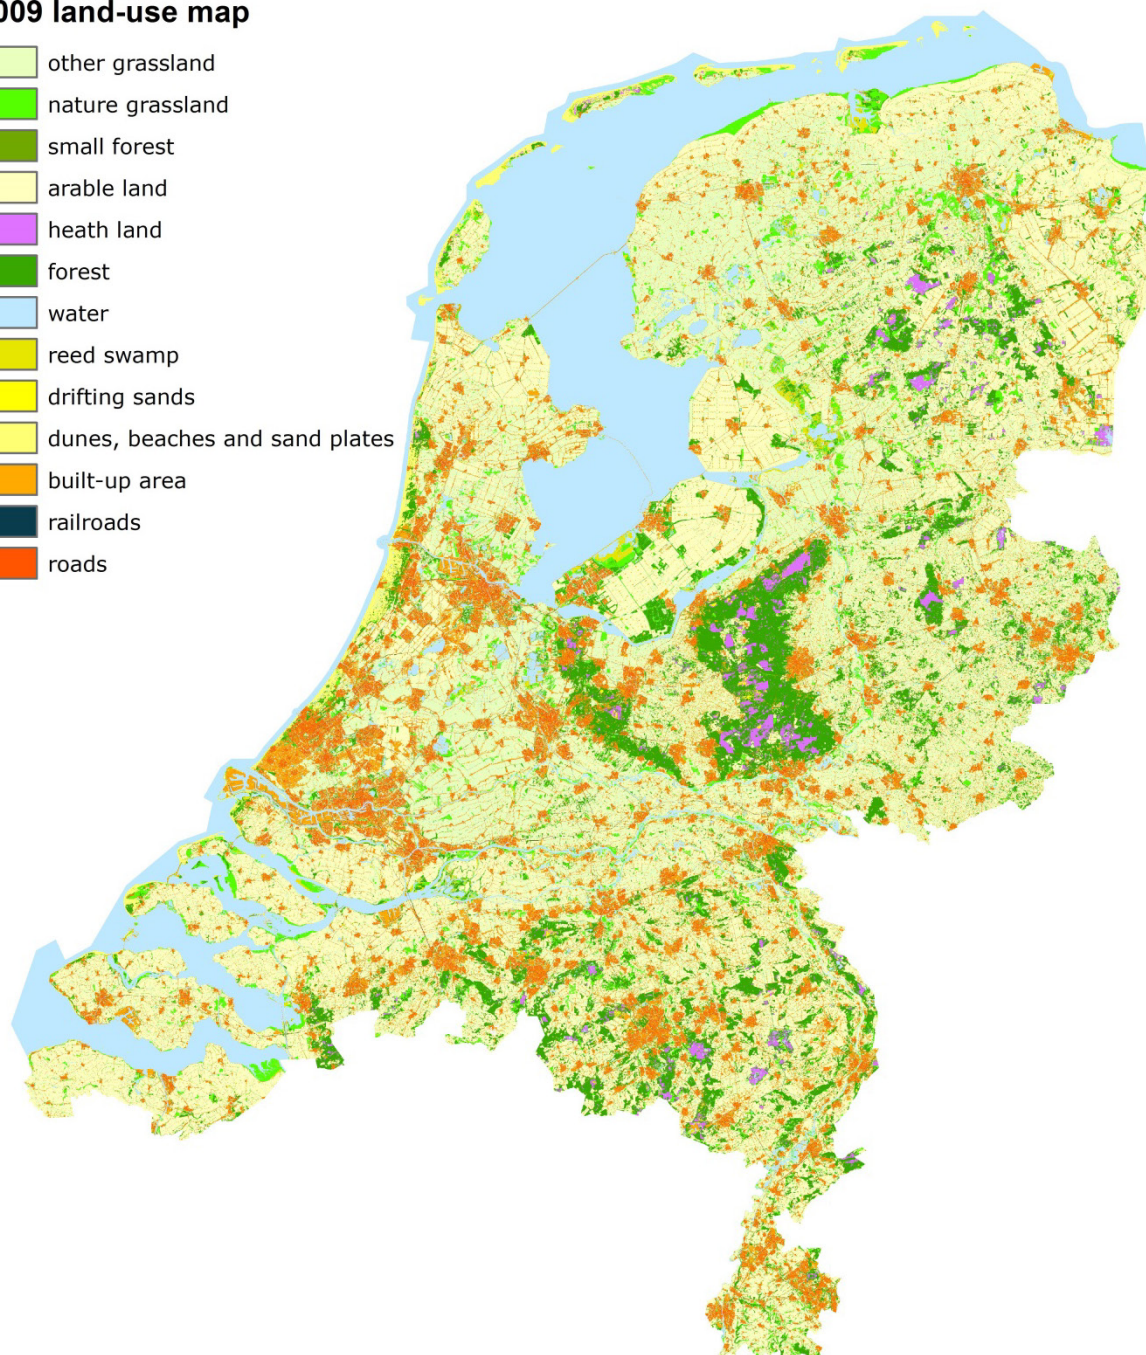 009 land-use map
other grassland
nature grassland
small forest
arable land
heath land
forest
water
reed swamp
drifting sands
dunes, beaches and sand plates
built-up area
railroads
roads